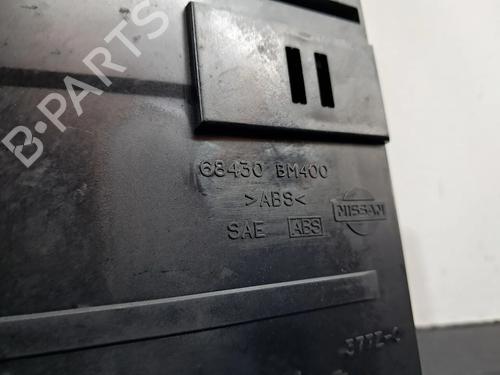 B-PARTS
68430 BM400
>ABS<
SAE ABS
NISSAN